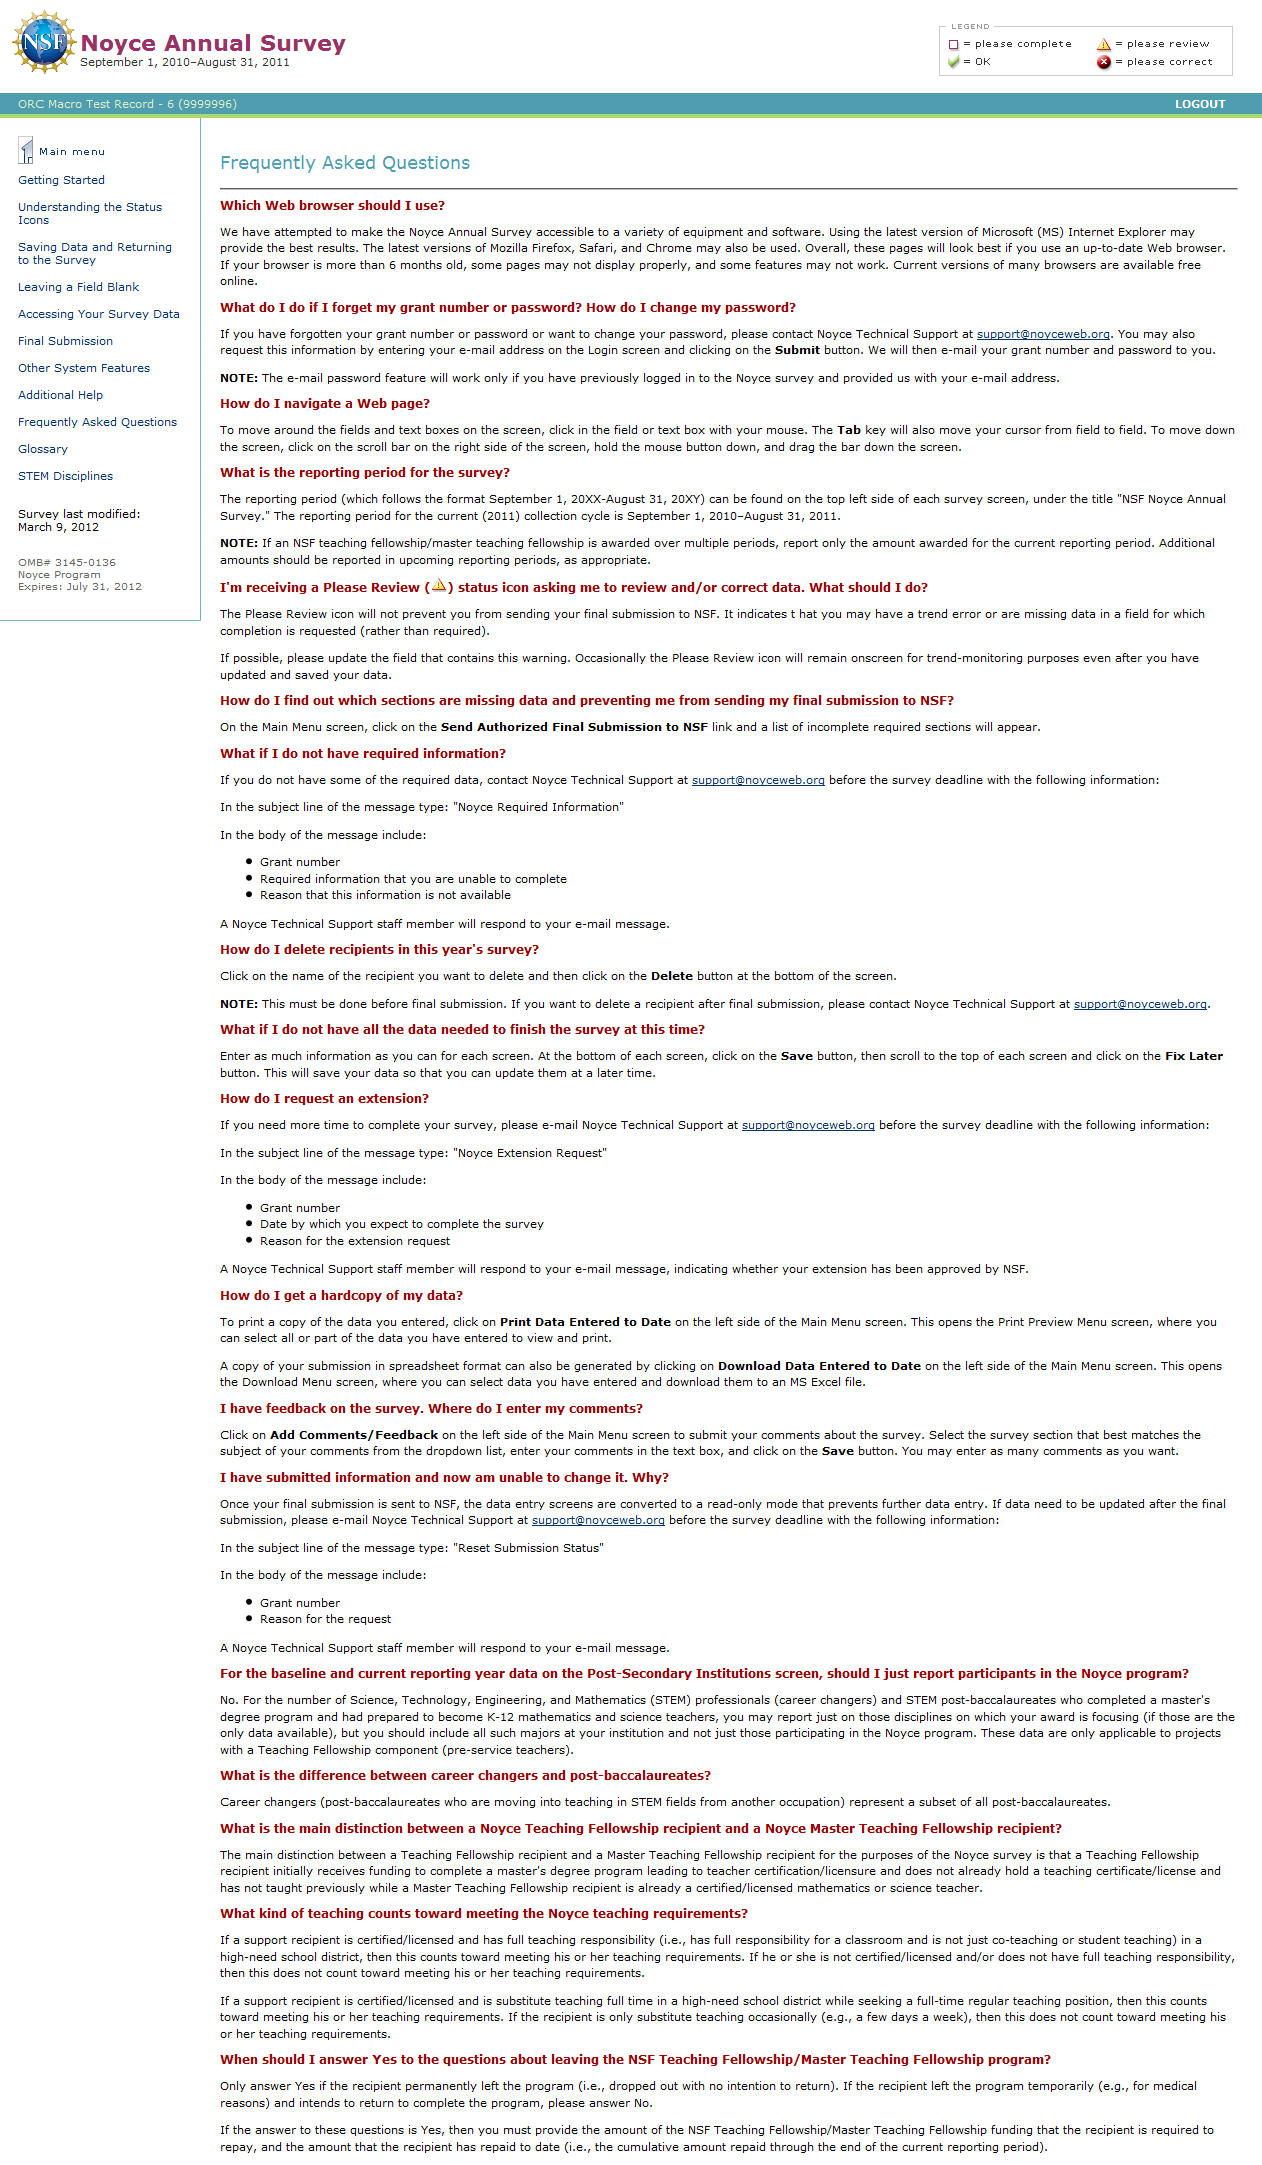 NSF
Noyce Annual Survey
September 1, 2010–August 31, 2011
LEGEND
= please complete
= please review
= OK
= please correct
ORC Macro Test Record - 6 (9999996)
LOGOUT
Main menu
Getting Started
Understanding the Status
Icons
Saving Data and Returning
to the Survey
Leaving a Field Blank
Accessing Your Survey Data
Final Submission
Other System Features
Additional Help
Frequently Asked Questions
Glossary
STEM Disciplines
Survey last modified:
March 9, 2012
OMB# 3145-0136
Noyce Program
Expires: July 31, 2012
Frequently Asked Questions
Which Web browser should I use?
We have attempted to make the Noyce Annual Survey accessible to a variety of equipment and software. Using the latest version of Microsoft (MS) Internet Explorer may
provide the best results. The latest versions of Mozilla Firefox, Safari, and Chrome may also be used. Overall, these pages will look best if you use an up-to-date Web browser.
If your browser is more than 6 months old, some pages may not display properly, and some features may not work. Current versions of many browsers are available free
online.
What do I do if I forget my grant number or password? How do I change my password?
If you have forgotten your grant number or password or want to change your password, please contact Noyce Technical Support at support@noyceweb.org. You may also
request this information by entering your e-mail address on the Login screen and clicking on the Submit button. We will then e-mail your grant number and password to you.
NOTE: The e-mail password feature will work only if you have previously logged in to the Noyce survey and provided us with your e-mail address.
How do I navigate a Web page?
To move around the fields and text boxes on the screen, click in the field or text box with your mouse. The Tab key will also move your cursor from field to field. To move down
the screen, click on the scroll bar on the right side of the screen, hold the mouse button down, and drag the bar down the screen.
What is the reporting period for the survey?
The reporting period (which follows the format September 1, 20XX-August 31, 20XY) can be found on the top left side of each survey screen, under the title "NSF Noyce Annual
Survey." The reporting period for the current (2011) collection cycle is September 1, 2010–August 31, 2011.
NOTE: If an NSF teaching fellowship/master teaching fellowship is awarded over multiple periods, report only the amount awarded for the current reporting period. Additional
amounts should be reported in upcoming reporting periods, as appropriate.
I'm receiving a Please Review ( ) status icon asking me to review and/or correct data. What should I do?
The Please Review icon will not prevent you from sending your final submission to NSF. It indicates t hat you may have a trend error or are missing data in a field for which
completion is requested (rather than required).
If possible, please update the field that contains this warning. Occasionally the Please Review icon will remain onscreen for trend-monitoring purposes even after you have
updated and saved your data.
How do I find out which sections are missing data and preventing me from sending my final submission to NSF?
On the Main Menu screen, click on the Send Authorized Final Submission to NSF link and a list of incomplete required sections will appear.
What if I do not have required information?
If you do not have some of the required data, contact Noyce Technical Support at support@noyceweb.org before the survey deadline with the following information:
In the subject line of the message type: "Noyce Required Information"
In the body of the message include:
• Grant number
• Required information that you are unable to complete
• Reason that this information is not available
A Noyce Technical Support staff member will respond to your e-mail message.
How do I delete recipients in this year's survey?
Click on the name of the recipient you want to delete and then click on the Delete button at the bottom of the screen.
NOTE: This must be done before final submission. If you want to delete a recipient after final submission, please contact Noyce Technical Support at support@noyceweb.org.
What if I do not have all the data needed to finish the survey at this time?
Enter as much information as you can for each screen. At the bottom of each screen, click on the Save button, then scroll to the top of each screen and click on the Fix Later
button. This will save your data so that you can update them at a later time.
How do I request an extension?
If you need more time to complete your survey, please e-mail Noyce Technical Support at support@noyceweb.org before the survey deadline with the following information:
In the subject line of the message type: "Noyce Extension Request"
In the body of the message include:
• Grant number
• Date by which you expect to complete the survey
• Reason for the extension request
A Noyce Technical Support staff member will respond to your e-mail message, indicating whether your extension has been approved by NSF.
How do I get a hardcopy of my data?
To print a copy of the data you entered, click on Print Data Entered to Date on the left side of the Main Menu screen. This opens the Print Preview Menu screen, where you
can select all or part of the data you have entered to view and print.
A copy of your submission in spreadsheet format can also be generated by clicking on Download Data Entered to Date on the left side of the Main Menu screen. This opens
the Download Menu screen, where you can select data you have entered and download them to an MS Excel file.
I have feedback on the survey. Where do I enter my comments?
Click on Add Comments/Feedback on the left side of the Main Menu screen to submit your comments about the survey. Select the survey section that best matches the
subject of your comments from the dropdown list, enter your comments in the text box, and click on the Save button. You may enter as many comments as you want.
I have submitted information and now am unable to change it. Why?
Once your final submission is sent to NSF, the data entry screens are converted to a read-only mode that prevents further data entry. If data need to be updated after the final
submission, please e-mail Noyce Technical Support at support@noyceweb.org before the survey deadline with the following information:
In the subject line of the message type: "Reset Submission Status"
In the body of the message include:
• Grant number
• Reason for the request
A Noyce Technical Support staff member will respond to your e-mail message.
For the baseline and current reporting year data on the Post-Secondary Institutions screen, should I just report participants in the Noyce program?
No. For the number of Science, Technology, Engineering, and Mathematics (STEM) professionals (career changers) and STEM post-baccalaureates who completed a master's
degree program and had prepared to become K-12 mathematics and science teachers, you may report just on those disciplines on which your award is focusing (if those are the
only data available), but you should include all such majors at your institution and not just those participating in the Noyce program. These data are only applicable to projects
with a Teaching Fellowship component (pre-service teachers).
What is the difference between career changers and post-baccalaureates?
Career changers (post-baccalaureates who are moving into teaching in STEM fields from another occupation) represent a subset of all post-baccalaureates.
What is the main distinction between a Noyce Teaching Fellowship recipient and a Noyce Master Teaching Fellowship recipient?
The main distinction between a Teaching Fellowship recipient and a Master Teaching Fellowship recipient for the purposes of the Noyce survey is that a Teaching Fellowship
recipient initially receives funding to complete a master's degree program leading to teacher certification/licensure and does not already hold a teaching certificate/license and
has not taught previously while a Master Teaching Fellowship recipient is already a certified/licensed mathematics or science teacher.
What kind of teaching counts toward meeting the Noyce teaching requirements?
If a support recipient is certified/licensed and has full teaching responsibility (i.e., has full responsibility for a classroom and is not just co-teaching or student teaching) in a
high-need school district, then this counts toward meeting his or her teaching requirements. If he or she is not certified/licensed and/or does not have full teaching responsibility,
then this does not count toward meeting his or her teaching requirements.
If a support recipient is certified/licensed and is substitute teaching full time in a high-need school district while seeking a full-time regular teaching position, then this counts
toward meeting his or her teaching requirements. If the recipient is only substitute teaching occasionally (e.g., a few days a week), then this does not count toward meeting his
or her teaching requirements.
When should I answer Yes to the questions about leaving the NSF Teaching Fellowship/Master Teaching Fellowship program?
Only answer Yes if the recipient permanently left the program (i.e., dropped out with no intention to return). If the recipient left the program temporarily (e.g., for medical
reasons) and intends to return to complete the program, please answer No.
If the answer to these questions is Yes, then you must provide the amount of the NSF Teaching Fellowship/Master Teaching Fellowship funding that the recipient is required to
repay, and the amount that the recipient has repaid to date (i.e., the cumulative amount repaid through the end of the current reporting period).